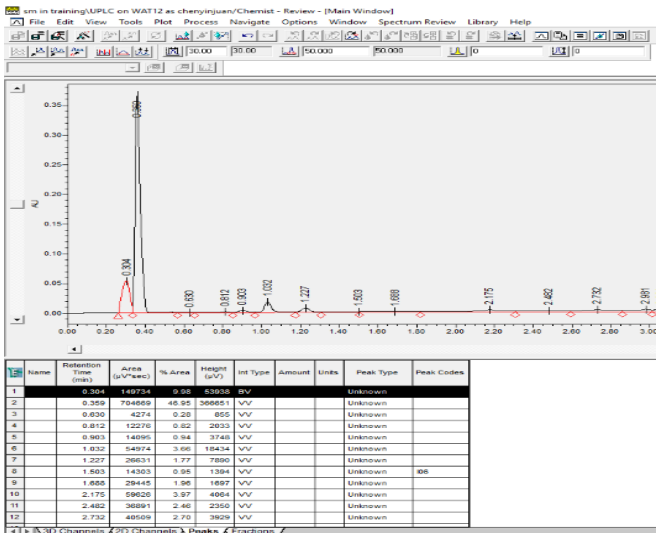 sm in training\UPLC on WAT12 as chenyinjuan/Chemist - Review - [Main Window]
File Edit View Tools Plot Process Navigate Options Window Spectrum Review Library Help
30.00 30.00 50.000 50.000 0 0
0.35
0.30
0.25
0.20
0.15
0.10
0.05
0.00
AU
0.304
0.359
0.630
0.812
0.903
1.032
1.227
1.503
1.688
2.175
2.482
2.732
2.981
0.00 0.20 0.40 0.60 0.80 1.00 1.20 1.40 1.60 1.80 2.00 2.20 2.40 2.60 2.80 3.00
Name Retention Time (min) Area (µV*sec) % Area Height (µV) Int Type Amount Units Peak Type Peak Codes
1 0.304 149734 9.98 53938 BV Unknown
2 0.359 704669 46.95 366651 VV Unknown
3 0.630 4274 0.28 855 VV Unknown
4 0.812 12276 0.82 2033 VV Unknown
5 0.903 14095 0.94 3748 VV Unknown
6 1.032 54974 3.66 18434 VV Unknown
7 1.227 26631 1.77 7890 VV Unknown
8 1.503 14303 0.95 1394 VV Unknown I06
9 1.688 29445 1.96 1697 VV Unknown
10 2.175 59626 3.97 4064 VV Unknown
11 2.482 36891 2.46 2350 VV Unknown
12 2.732 40509 2.70 3929 VV Unknown
3D Channels 2D Channels Peaks Fractions